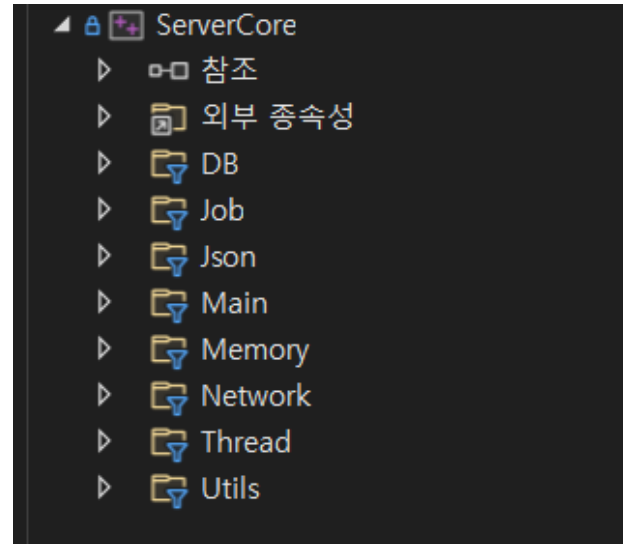 ServerCore
참조
외부 종속성
DB
Job
Json
Main
Memory
Network
Thread
Utils